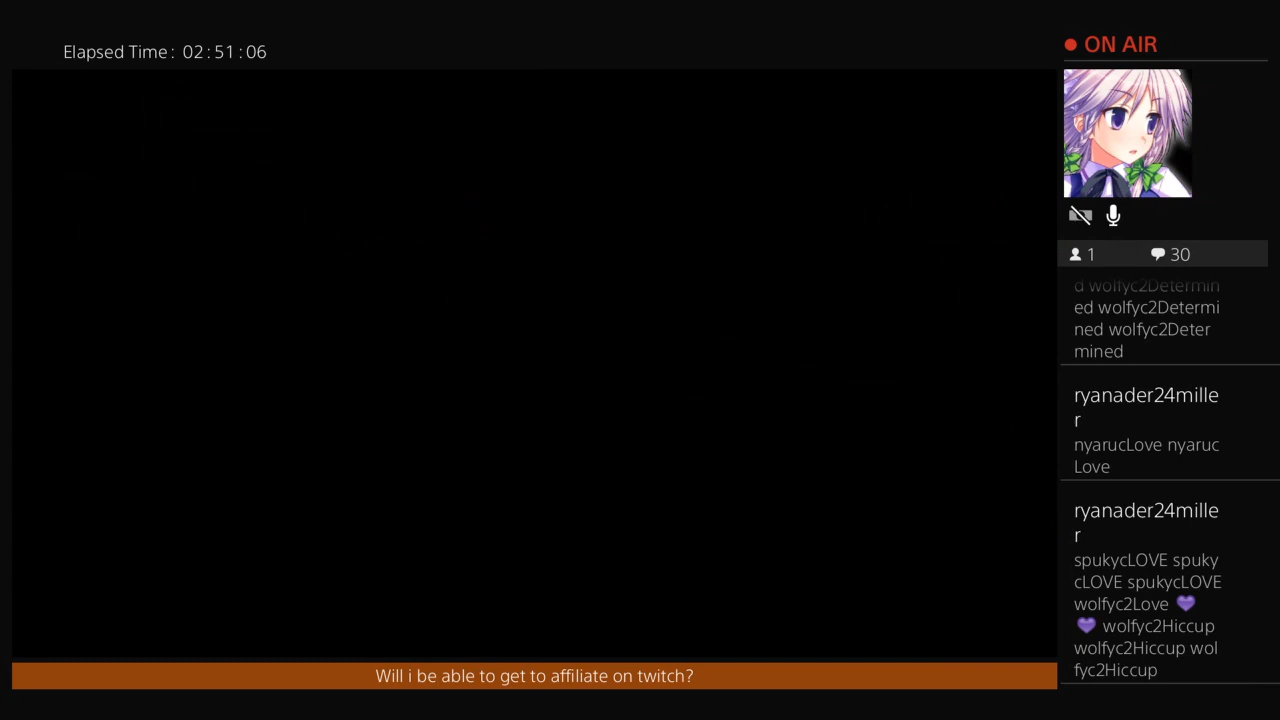 Elapsed Time: 02:51:06
ON AIR
1 30
d wolfyc2Determin
ed wolfyc2Determi
ned wolfyc2Deter
mined
ryanader24mille
r
nyarucLove nyaruc
Love
ryanader24mille
r
spukycLOVE spuky
cLOVE spukycLOVE
wolfyc2Love 💜
💜 wolfyc2Hiccup
wolfyc2Hiccup wol
fyc2Hiccup
Will i be able to get to affiliate on twitch?